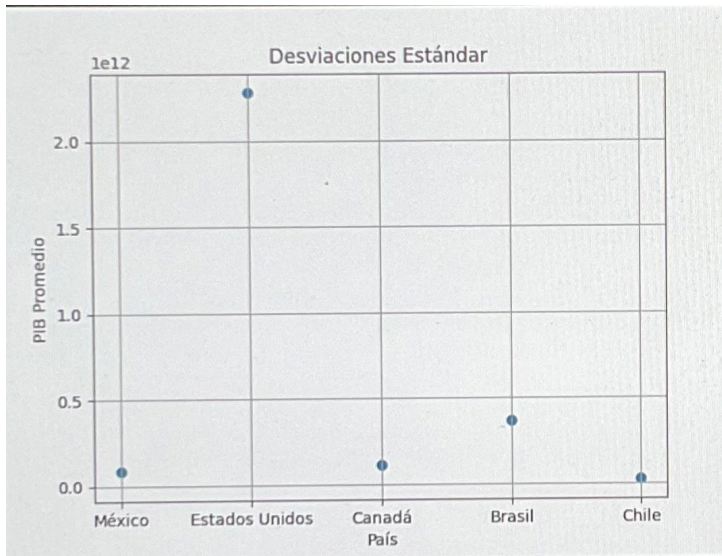 Desviaciones Estándar
1e12
2.0
1.5
1.0
0.5
0.0
PIB Promedio
México
Estados Unidos
Canadá
Brasil
Chile
País